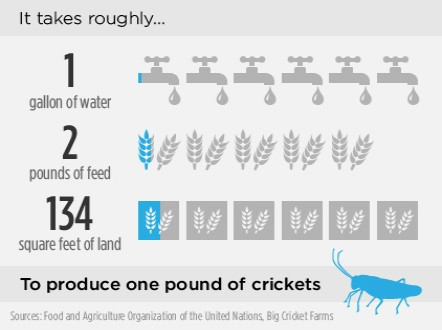 It takes roughly...
1
gallon of water
2
pounds of feed
134
square feet of land
To produce one pound of crickets
Sources: Food and Agriculture Organization of the United Nations, Big Cricket Farms